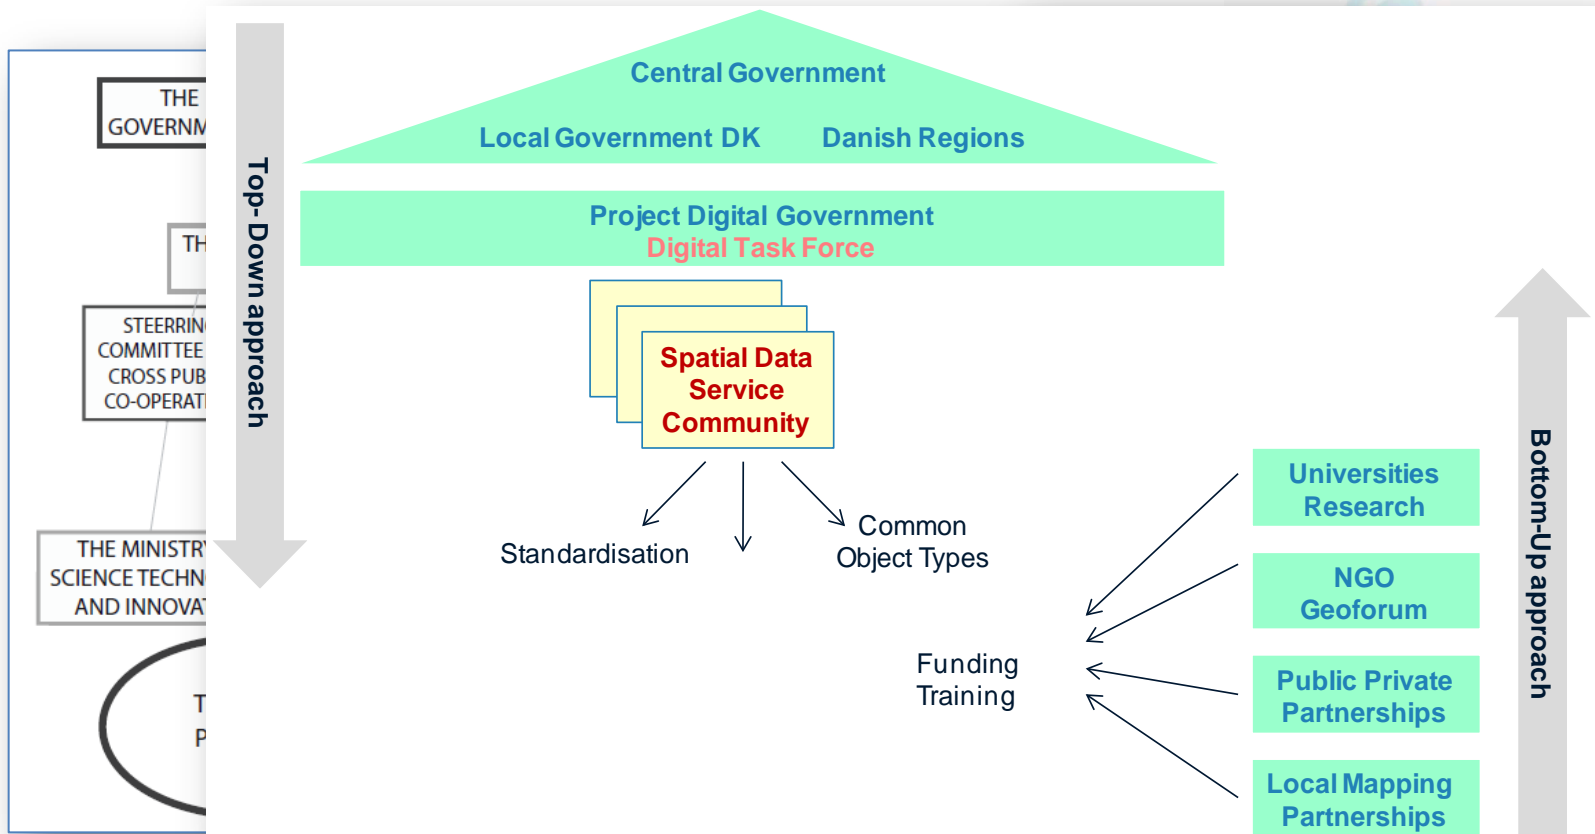 THE
GOVERNM
TH
STEERRIN
COMMITTEE
CROSS PUB
CO-OPERATI
THE MINISTRY
SCIENCE TECHN
AND INNOVAT
T
P
Top- Down approach
Central Government
Local Government DK
Danish Regions
Project Digital Government
Digital Task Force
Spatial Data
Service
Community
Standardisation
Common
Object Types
Funding
Training
Universities
Research
NGO
Geoforum
Public Private
Partnerships
Local Mapping
Partnerships
Bottom-Up approach